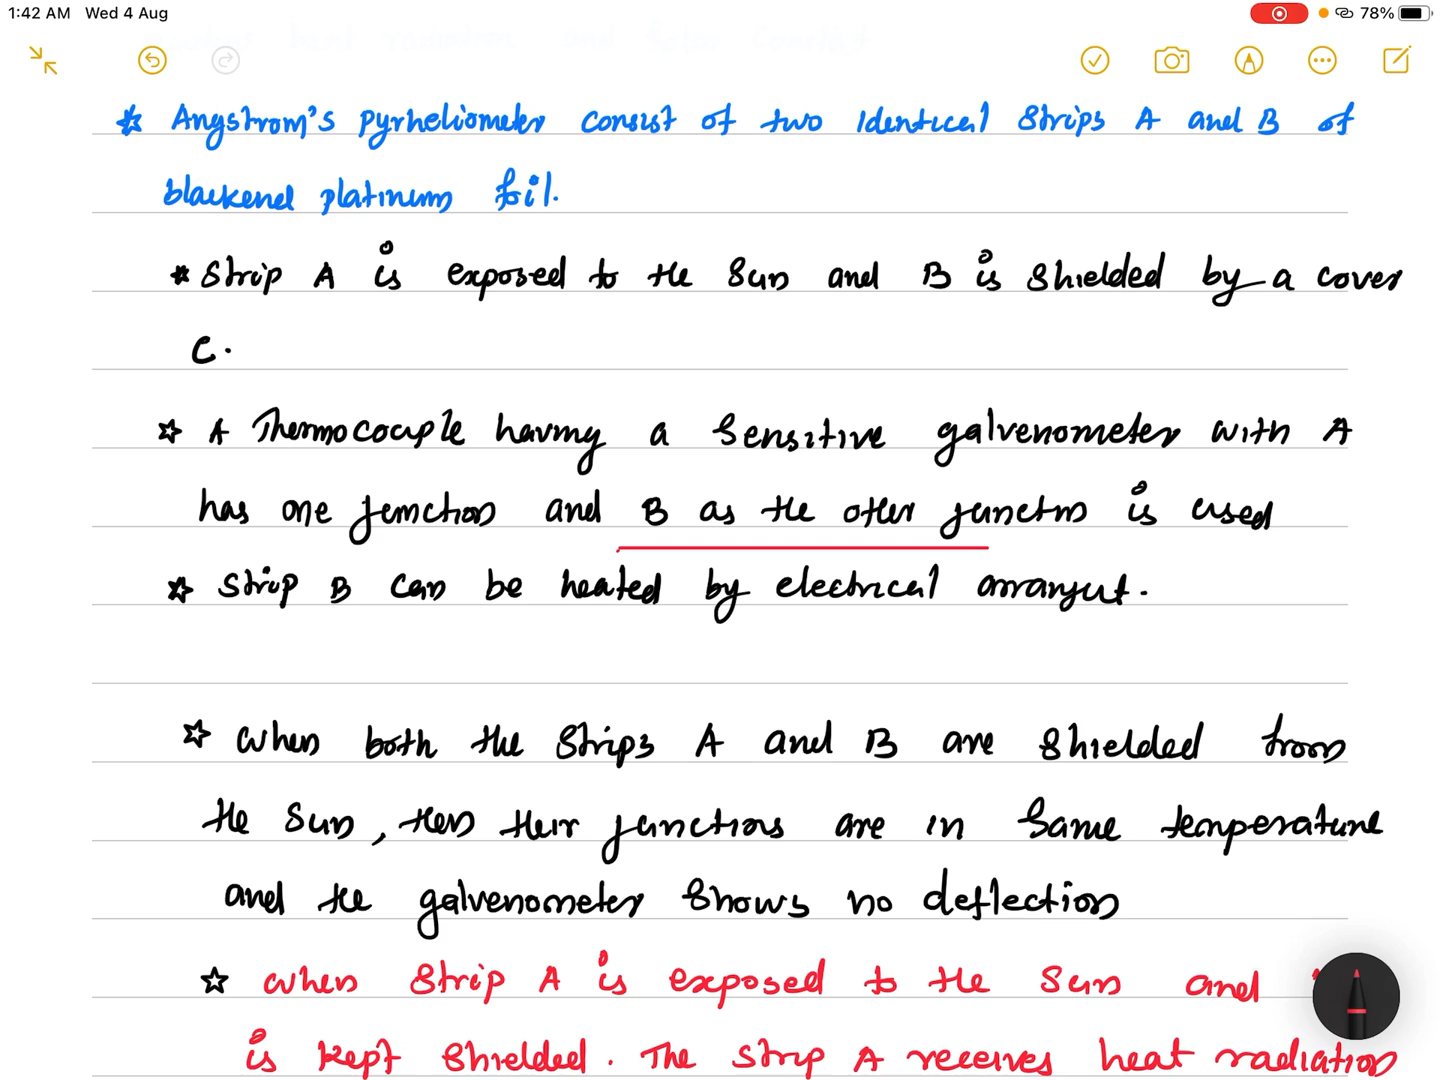 1:42 AM Wed 4 Aug 78%
Angstrom's pyrheliometer consist of two identical strips A and B of
blackened platinum foil.
Strip A is exposed to the Sun and B is shielded by a cover
C.
A Thermocouple having a sensitive galvenometer with A
has one junction and B as the other junction is used
Strip B can be heated by electrical
when both the strips A and B are shielded from
the Sun, then their junctions are in same temperature
and the galvenometer shows no deflection
when strip A is exposed to the Sun and
is kept shielded. The strip A receives heat radiation